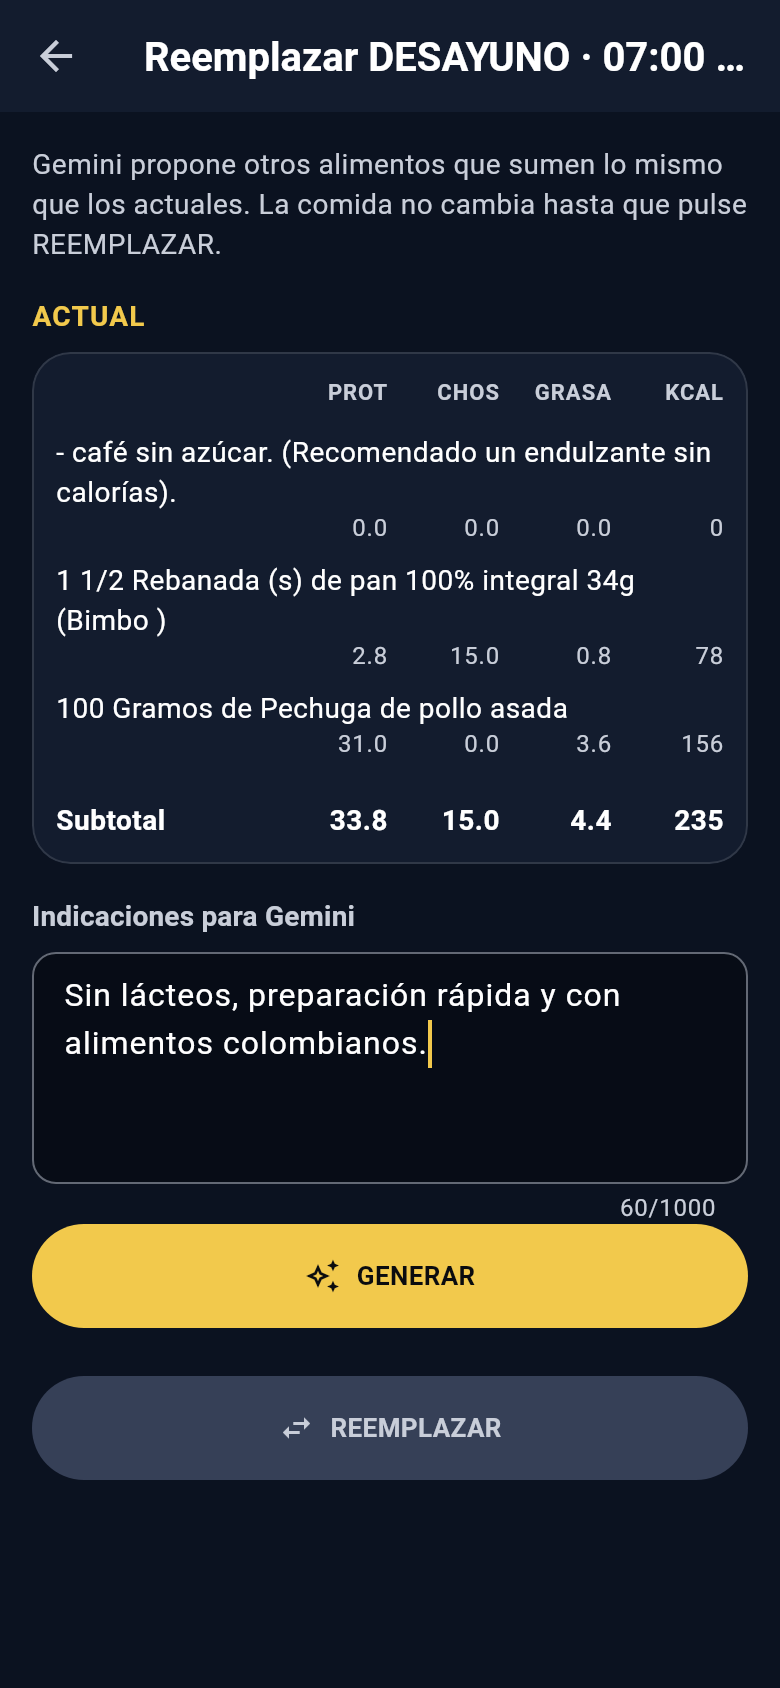 Reemplazar DESAYUNO · 07:00 ...
Gemini propone otros alimentos que sumen lo mismo
que los actuales. La comida no cambia hasta que pulse
REEMPLAZAR.
ACTUAL
PROT CHOS GRASA KCAL
- café sin azúcar. (Recomendado un endulzante sin
calorías).
0.0 0.0 0.0 0
1 1/2 Rebanada (s) de pan 100% integral 34g
(Bimbo )
2.8 15.0 0.8 78
100 Gramos de Pechuga de pollo asada
31.0 0.0 3.6 156
Subtotal 33.8 15.0 4.4 235
Indicaciones para Gemini
Sin lácteos, preparación rápida y con
alimentos colombianos.
60/1000
GENERAR
REEMPLAZAR